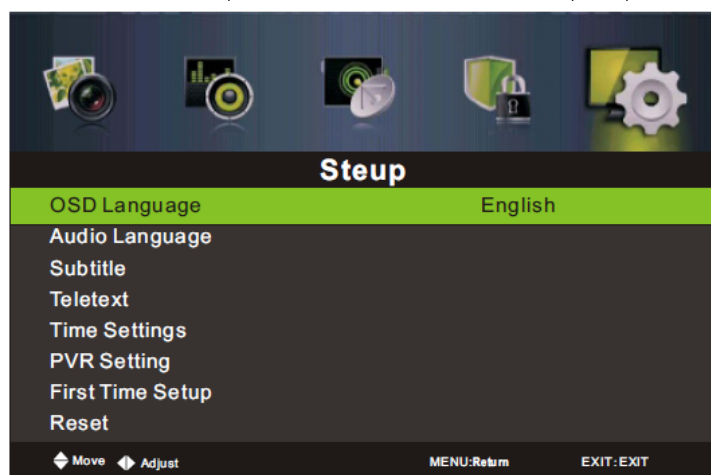 Steup
OSD Language English
Audio Language
Subtitle
Teletext
Time Settings
PVR Setting
First Time Setup
Reset
Move Adjust MENU:Return EXIT:EXIT